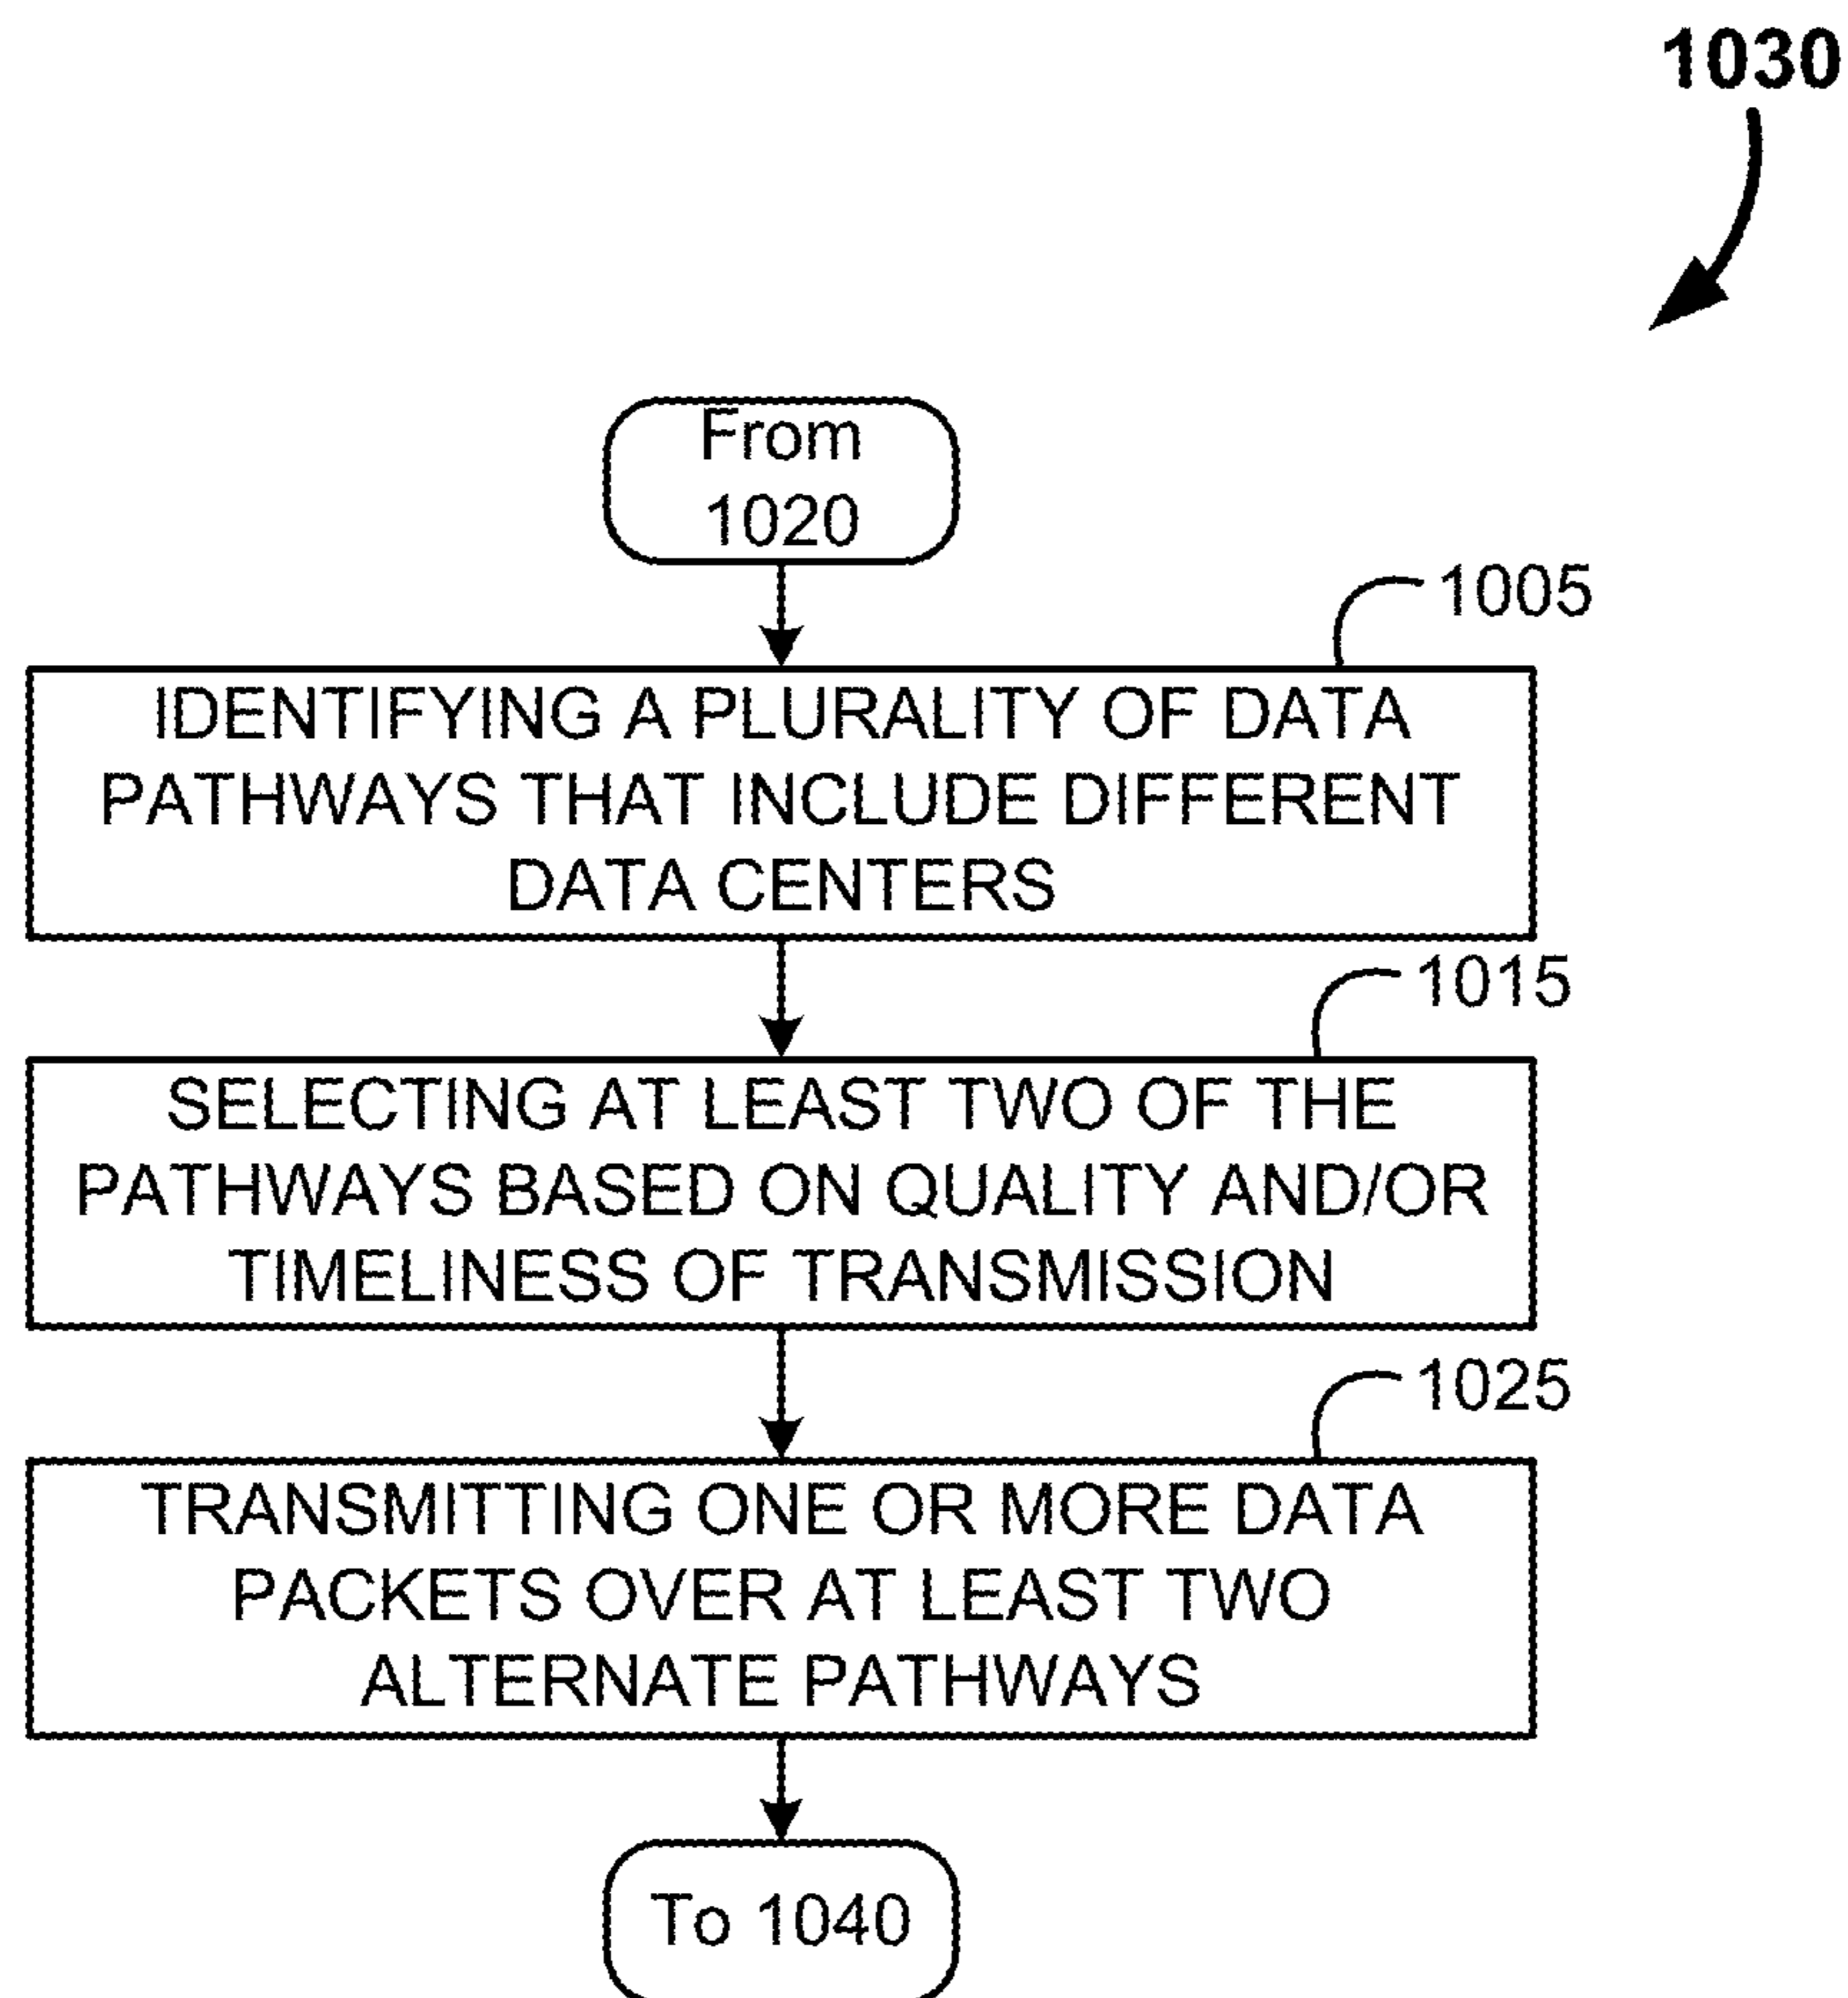 1030
From
1020
1005
IDENTIFYING A PLURALITY OF DATA
PATHWAYS THAT INCLUDE DIFFERENT
DATA CENTERS
1015
SELECTING AT LEAST TWO OF THE
PATHWAYS BASED ON QUALITY AND/OR
TIMELINESS OF TRANSMISSION
1025
TRANSMITTING ONE OR MORE DATA
PACKETS OVER AT LEAST TWO
ALTERNATE PATHWAYS
To 1040